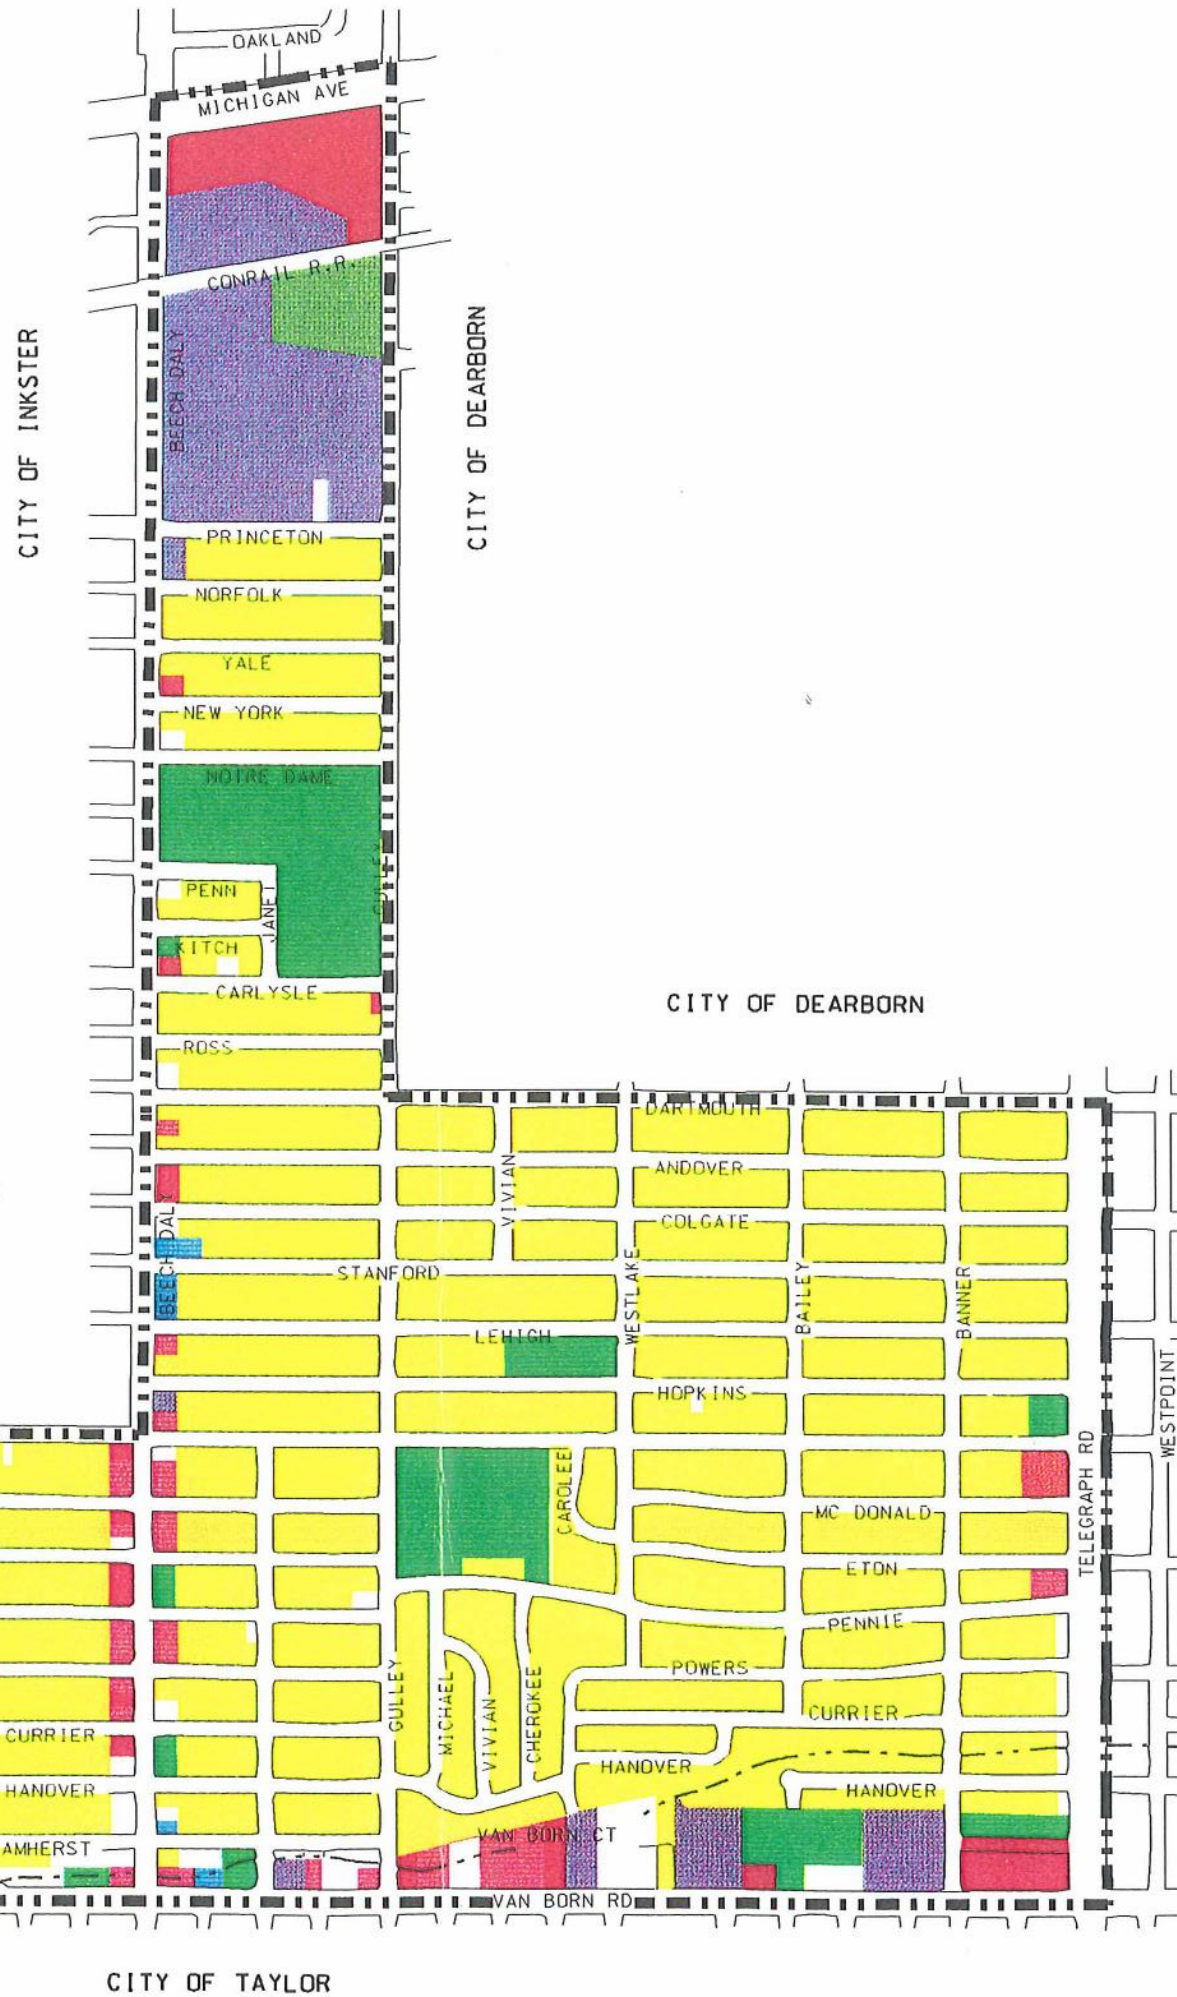 OAKLAND
MICHIGAN AVE
CONRAIL R.R.
CITY OF INKSTER
BEECH DALY
CITY OF DEARBORN
PRINCETON
NORFOLK
YALE
NEW YORK
NOTRE DAME
GULLEY
PENN
JANET
KITCH
CARLYSLE
CITY OF DEARBORN
ROSS
DARTMOUTH
VIVIAN
ANDOVER
BEECH DALY
COLGATE
STANFORD
WESTLAKE
BAILEY
BANNER
LEHIGH
WESTPOINT
HOPKINS
CAROLEE
TELEGRAPH RD
MC DONALD
ETON
PENNIE
GULLEY
MICHAEL
VIVIAN
CHEROKEE
POWERS
CURRIER
CURRIER
HANOVER
HANOVER
HANOVER
AMHERST
VAN BORN CT
VAN BORN RD
CITY OF TAYLOR